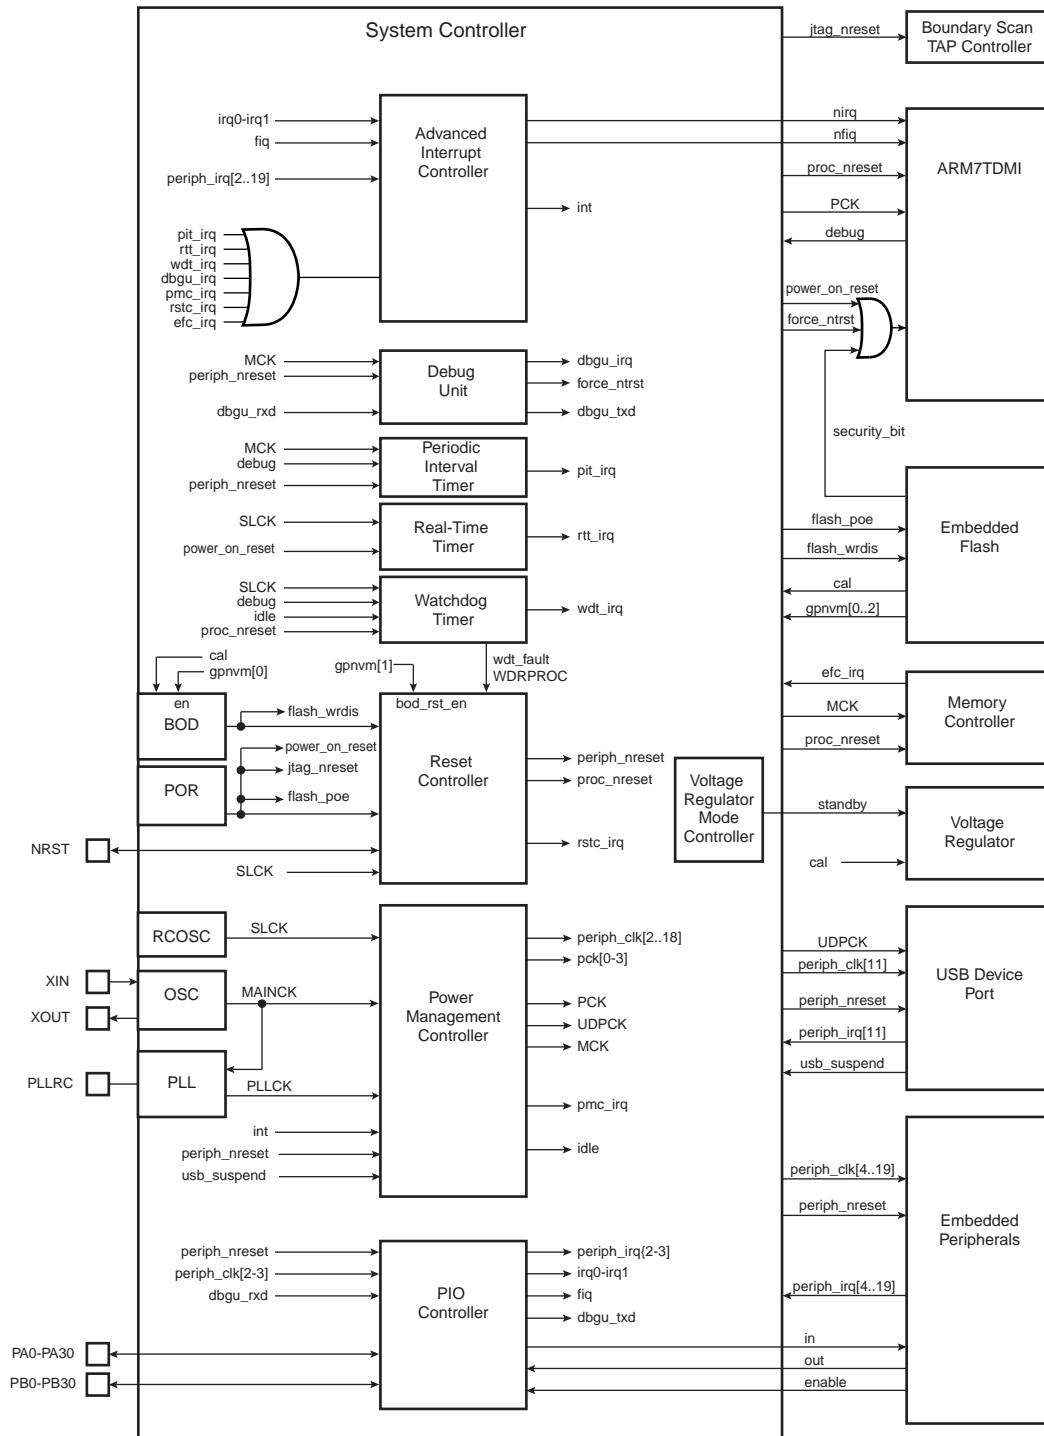 System Controller
jtag_nreset
Boundary Scan
TAP Controller
irq0-irq1
fiq
periph_irq[2..19]
pit_irq
rtt_irq
wdt_irq
dbgu_irq
pmc_irq
rstc_irq
efc_irq
Advanced
Interrupt
Controller
int
nirq
nfiq
proc_nreset
PCK
debug
ARM7TDMI
power_on_reset
force_ntrst
security_bit
MCK
periph_nreset
dbgu_rxd
Debug
Unit
dbgu_irq
force_ntrst
dbgu_txd
MCK
debug
periph_nreset
Periodic
Interval
Timer
pit_irq
SLCK
power_on_reset
Real-Time
Timer
rtt_irq
flash_poe
flash_wrdis
cal
gpnvm[0..2]
Embedded
Flash
SLCK
debug
idle
proc_nreset
Watchdog
Timer
wdt_irq
wdt_fault
WDRPROC
cal
gpnvm[0]
gpnvm[1]
en
BOD
flash_wrdis
bod_rst_en
Reset
Controller
power_on_reset
jtag_nreset
flash_poe
POR
periph_nreset
proc_nreset
rstc_irq
efc_irq
MCK
proc_nreset
Memory
Controller
Voltage
Regulator
Mode
Controller
standby
cal
Voltage
Regulator
NRST
SLCK
RCOSC
SLCK
XIN
OSC
MAINCK
XOUT
PLLRC
PLL
PLLCK
int
periph_nreset
usb_suspend
Power
Management
Controller
periph_clk[2..18]
pck[0-3]
PCK
UDPCK
MCK
pmc_irq
idle
UDPCK
periph_clk[11]
periph_nreset
periph_irq[11]
usb_suspend
USB Device
Port
periph_clk[4..19]
periph_nreset
periph_irq[4..19]
Embedded
Peripherals
periph_nreset
periph_clk[2-3]
dbgu_rxd
PIO
Controller
periph_irq{2-3]
irq0-irq1
fiq
dbgu_txd
in
out
enable
PA0-PA30
PB0-PB30